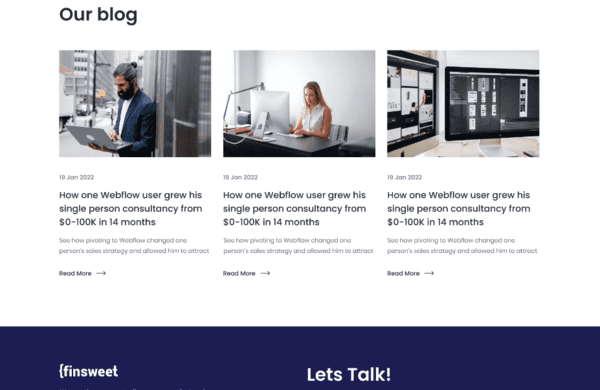 Our blog
19 Jan 2022
How one Webflow user grew his
single person consultancy from
$0-100K in 14 months
See how pivoting to Webflow changed one
person's sales strategy and allowed him to attract
Read More
19 Jan 2022
How one Webflow user grew his
single person consultancy from
$0-100K in 14 months
See how pivoting to Webflow changed one
person's sales strategy and allowed him to attract
Read More
19 Jan 2022
How one Webflow user grew his
single person consultancy from
$0-100K in 14 months
See how pivoting to Webflow changed one
person's sales strategy and allowed him to attract
Read More
{finsweet
Lets Talk!